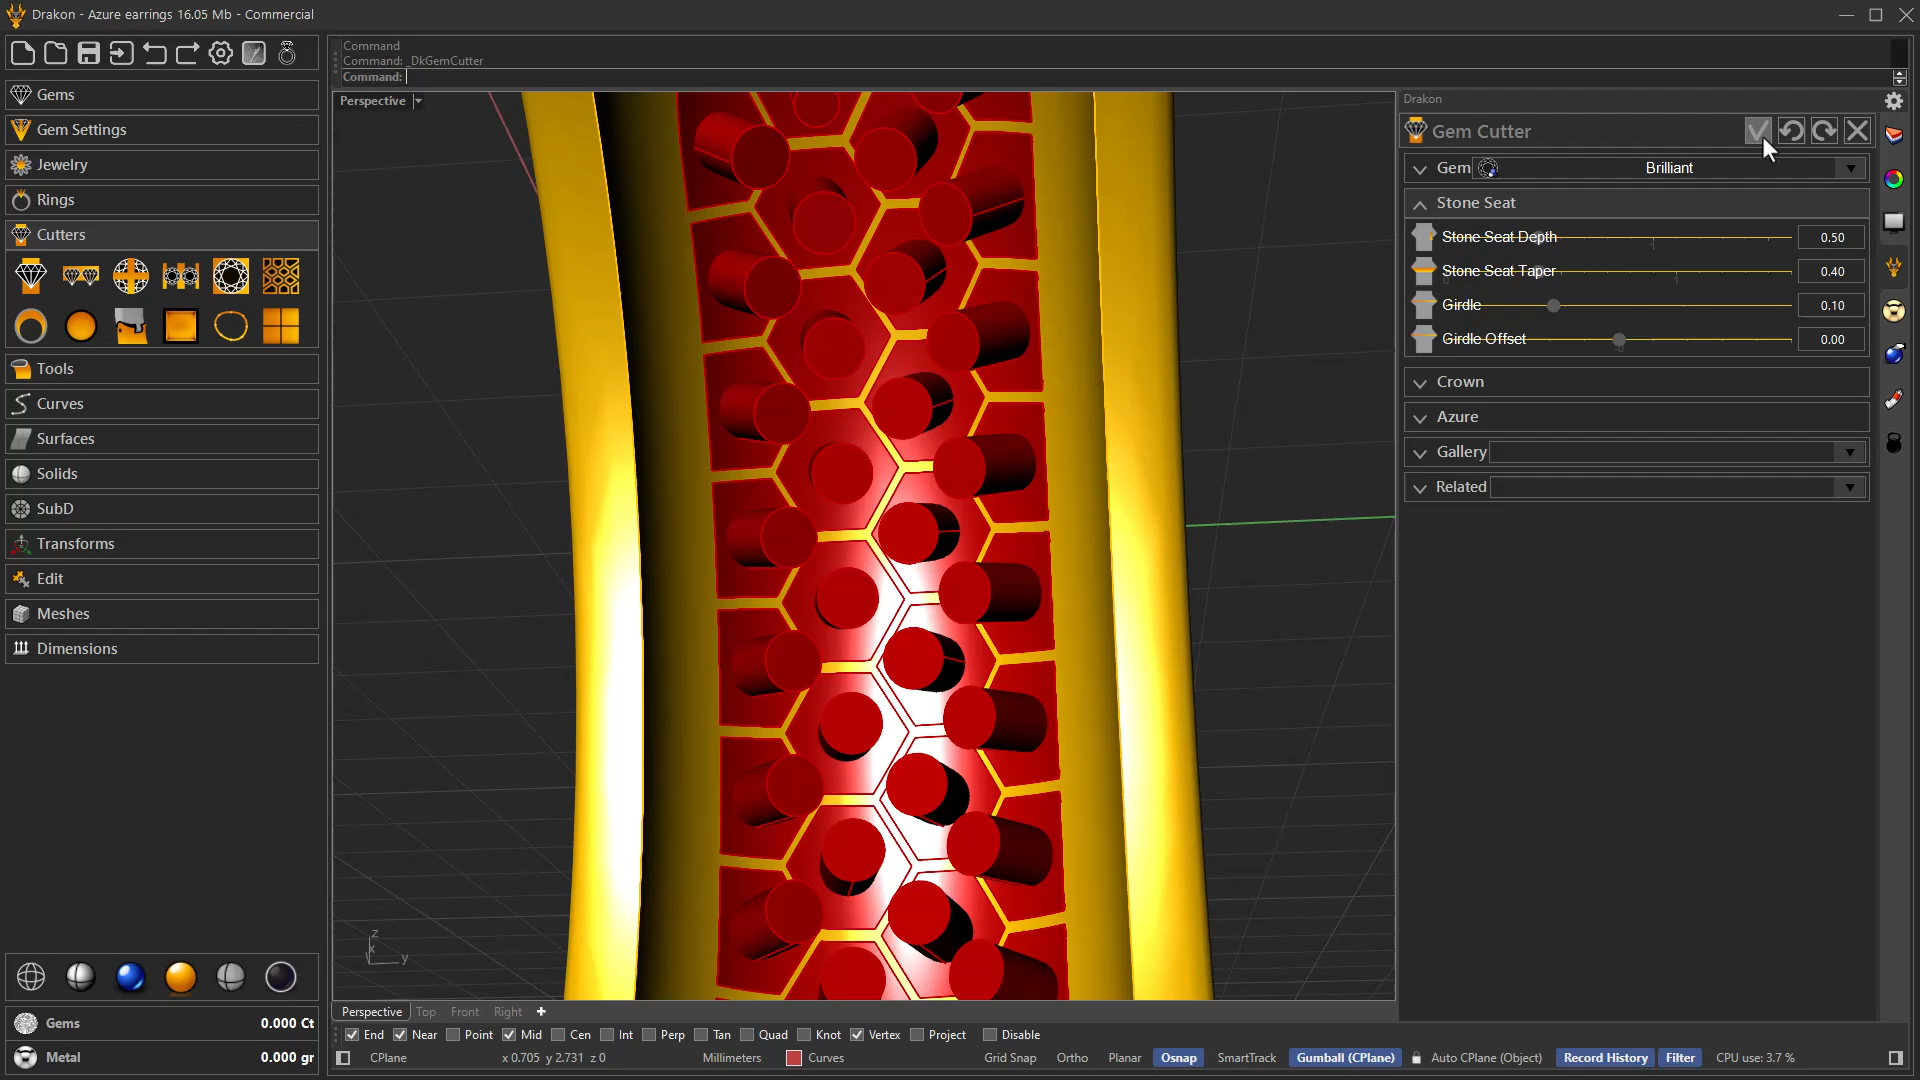 Drakon - Azure earrings 16.05 Mb - Commercial
Command
Command: _DkGemCutter
Command:
Gems
Gem Settings
Jewelry
Rings
Cutters
Tools
Curves
Surfaces
Solids
SubD
Transforms
Edit
Meshes
Dimensions
Gems 0.000 Ct
Metal 0.000 gr
Perspective
z
x
y
Drakon
Gem Cutter
Gem Brilliant
Stone Seat
Stone Seat Depth 0.50
Stone Seat Taper 0.40
Girdle 0.10
Girdle Offset 0.00
Crown
Azure
Gallery
Related
Perspective Top Front Right
End Near Point Mid Cen Int Perp Tan Quad Knot Vertex Project Disable
CPlane x 0.705 y 2.731 z 0 Millimeters Curves Grid Snap Ortho Planar Osnap SmartTrack Gumball (CPlane) Auto CPlane (Object) Record History Filter CPU use: 3.7 %